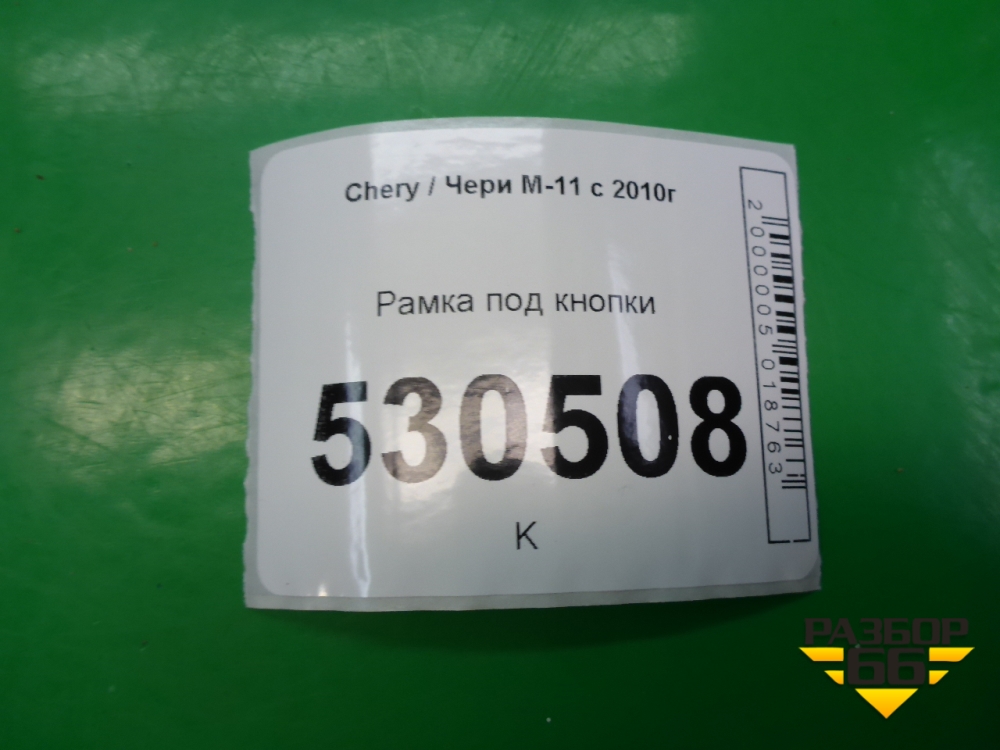 Chery / Чери М-11 с 2010г
Рамка под кнопки
530508
К
2000005018763
РАЗБОР
66